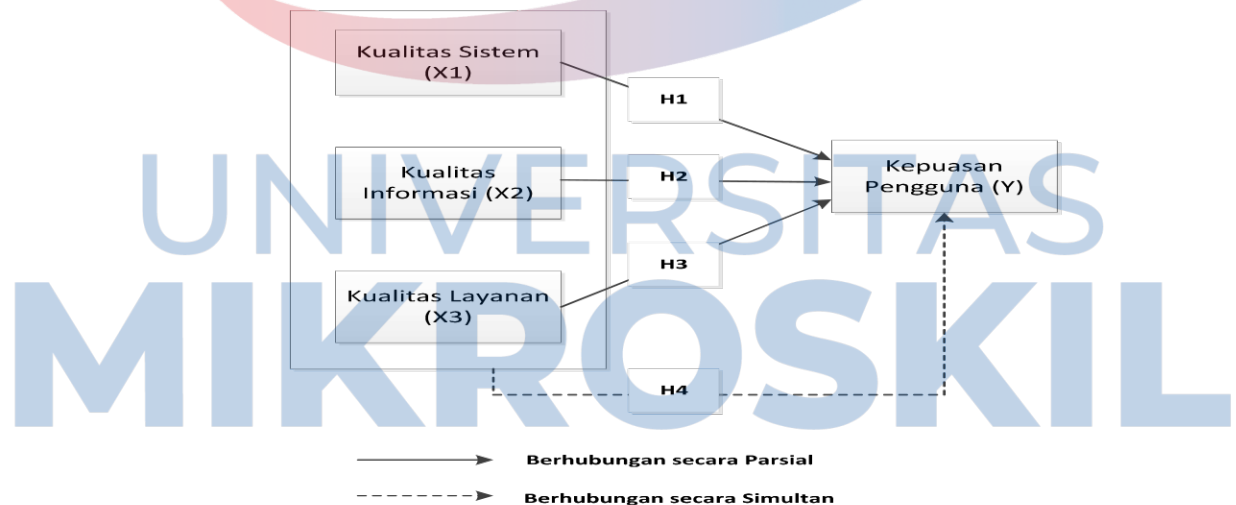 Kualitas Sistem
(X1)
H1
Kualitas
Informasi (X2)
H2
Kepuasan
Pengguna (Y)
UNIVERSITAS
H3
Kualitas Layanan
(X3)
MIKROSKIL
H4
Berhubungan secara Parsial
Berhubungan secara Simultan